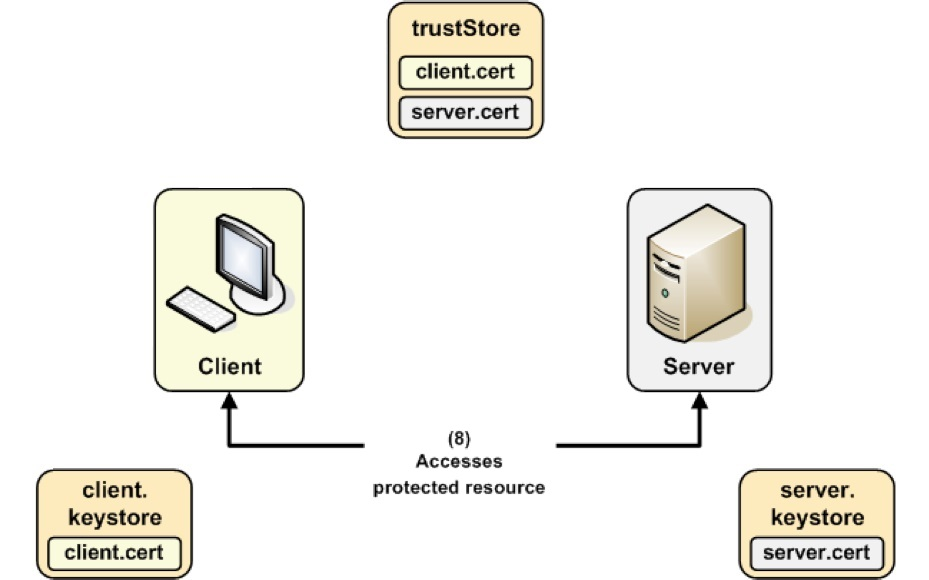 trustStore
client.cert
server.cert
Client
Server
(8)
Accesses
protected resource
client.
keystore
client.cert
server.
keystore
server.cert